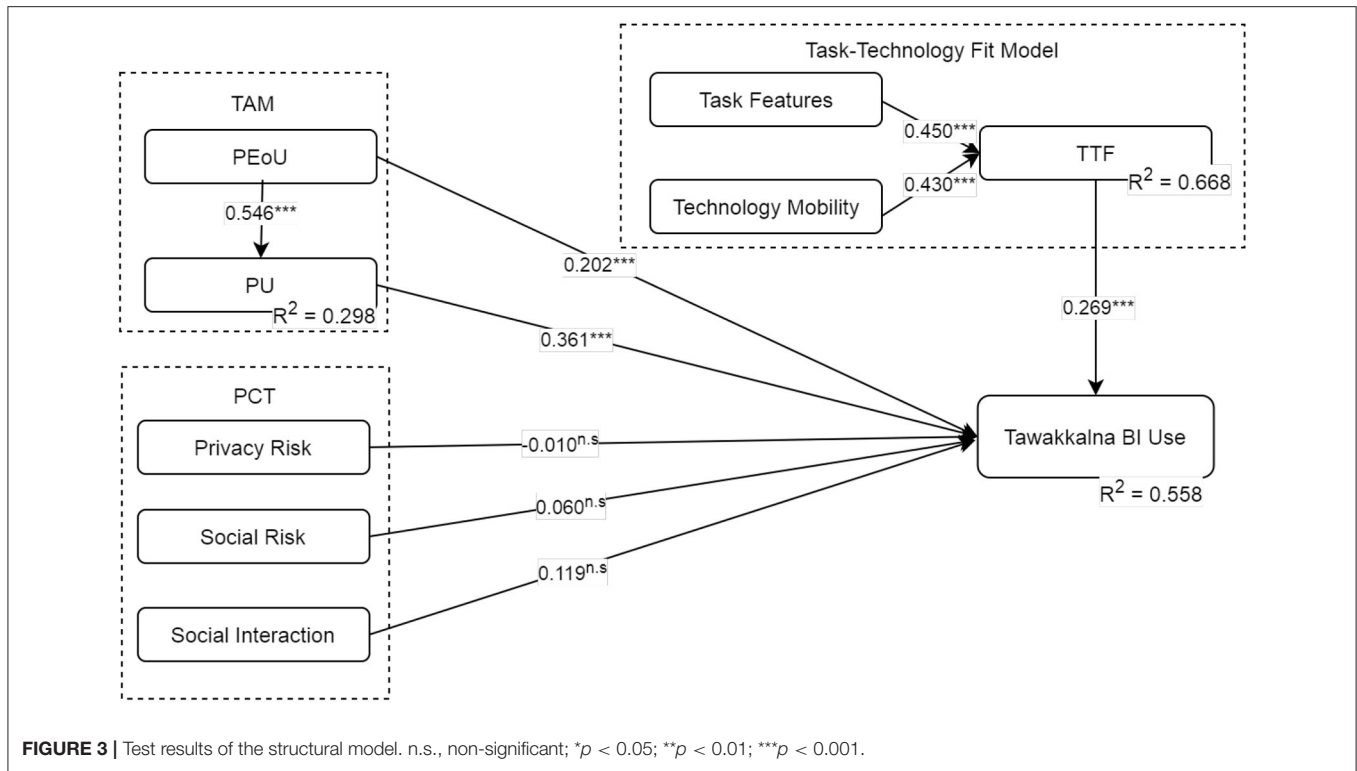 Task-Technology Fit Model
TAM
Task Features
PEoU
0.450***
TTF
R² = 0.668
0.430***
Technology Mobility
0.546***
0.202***
PU
R² = 0.298
0.269***
0.361***
PCT
Privacy Risk
-0.010n.s
Tawakkalna BI Use
R² = 0.558
0.060n.s
Social Risk
0.119n.s
Social Interaction
FIGURE 3 | Test results of the structural model. n.s., non-significant; *p < 0.05; **p < 0.01; ***p < 0.001.